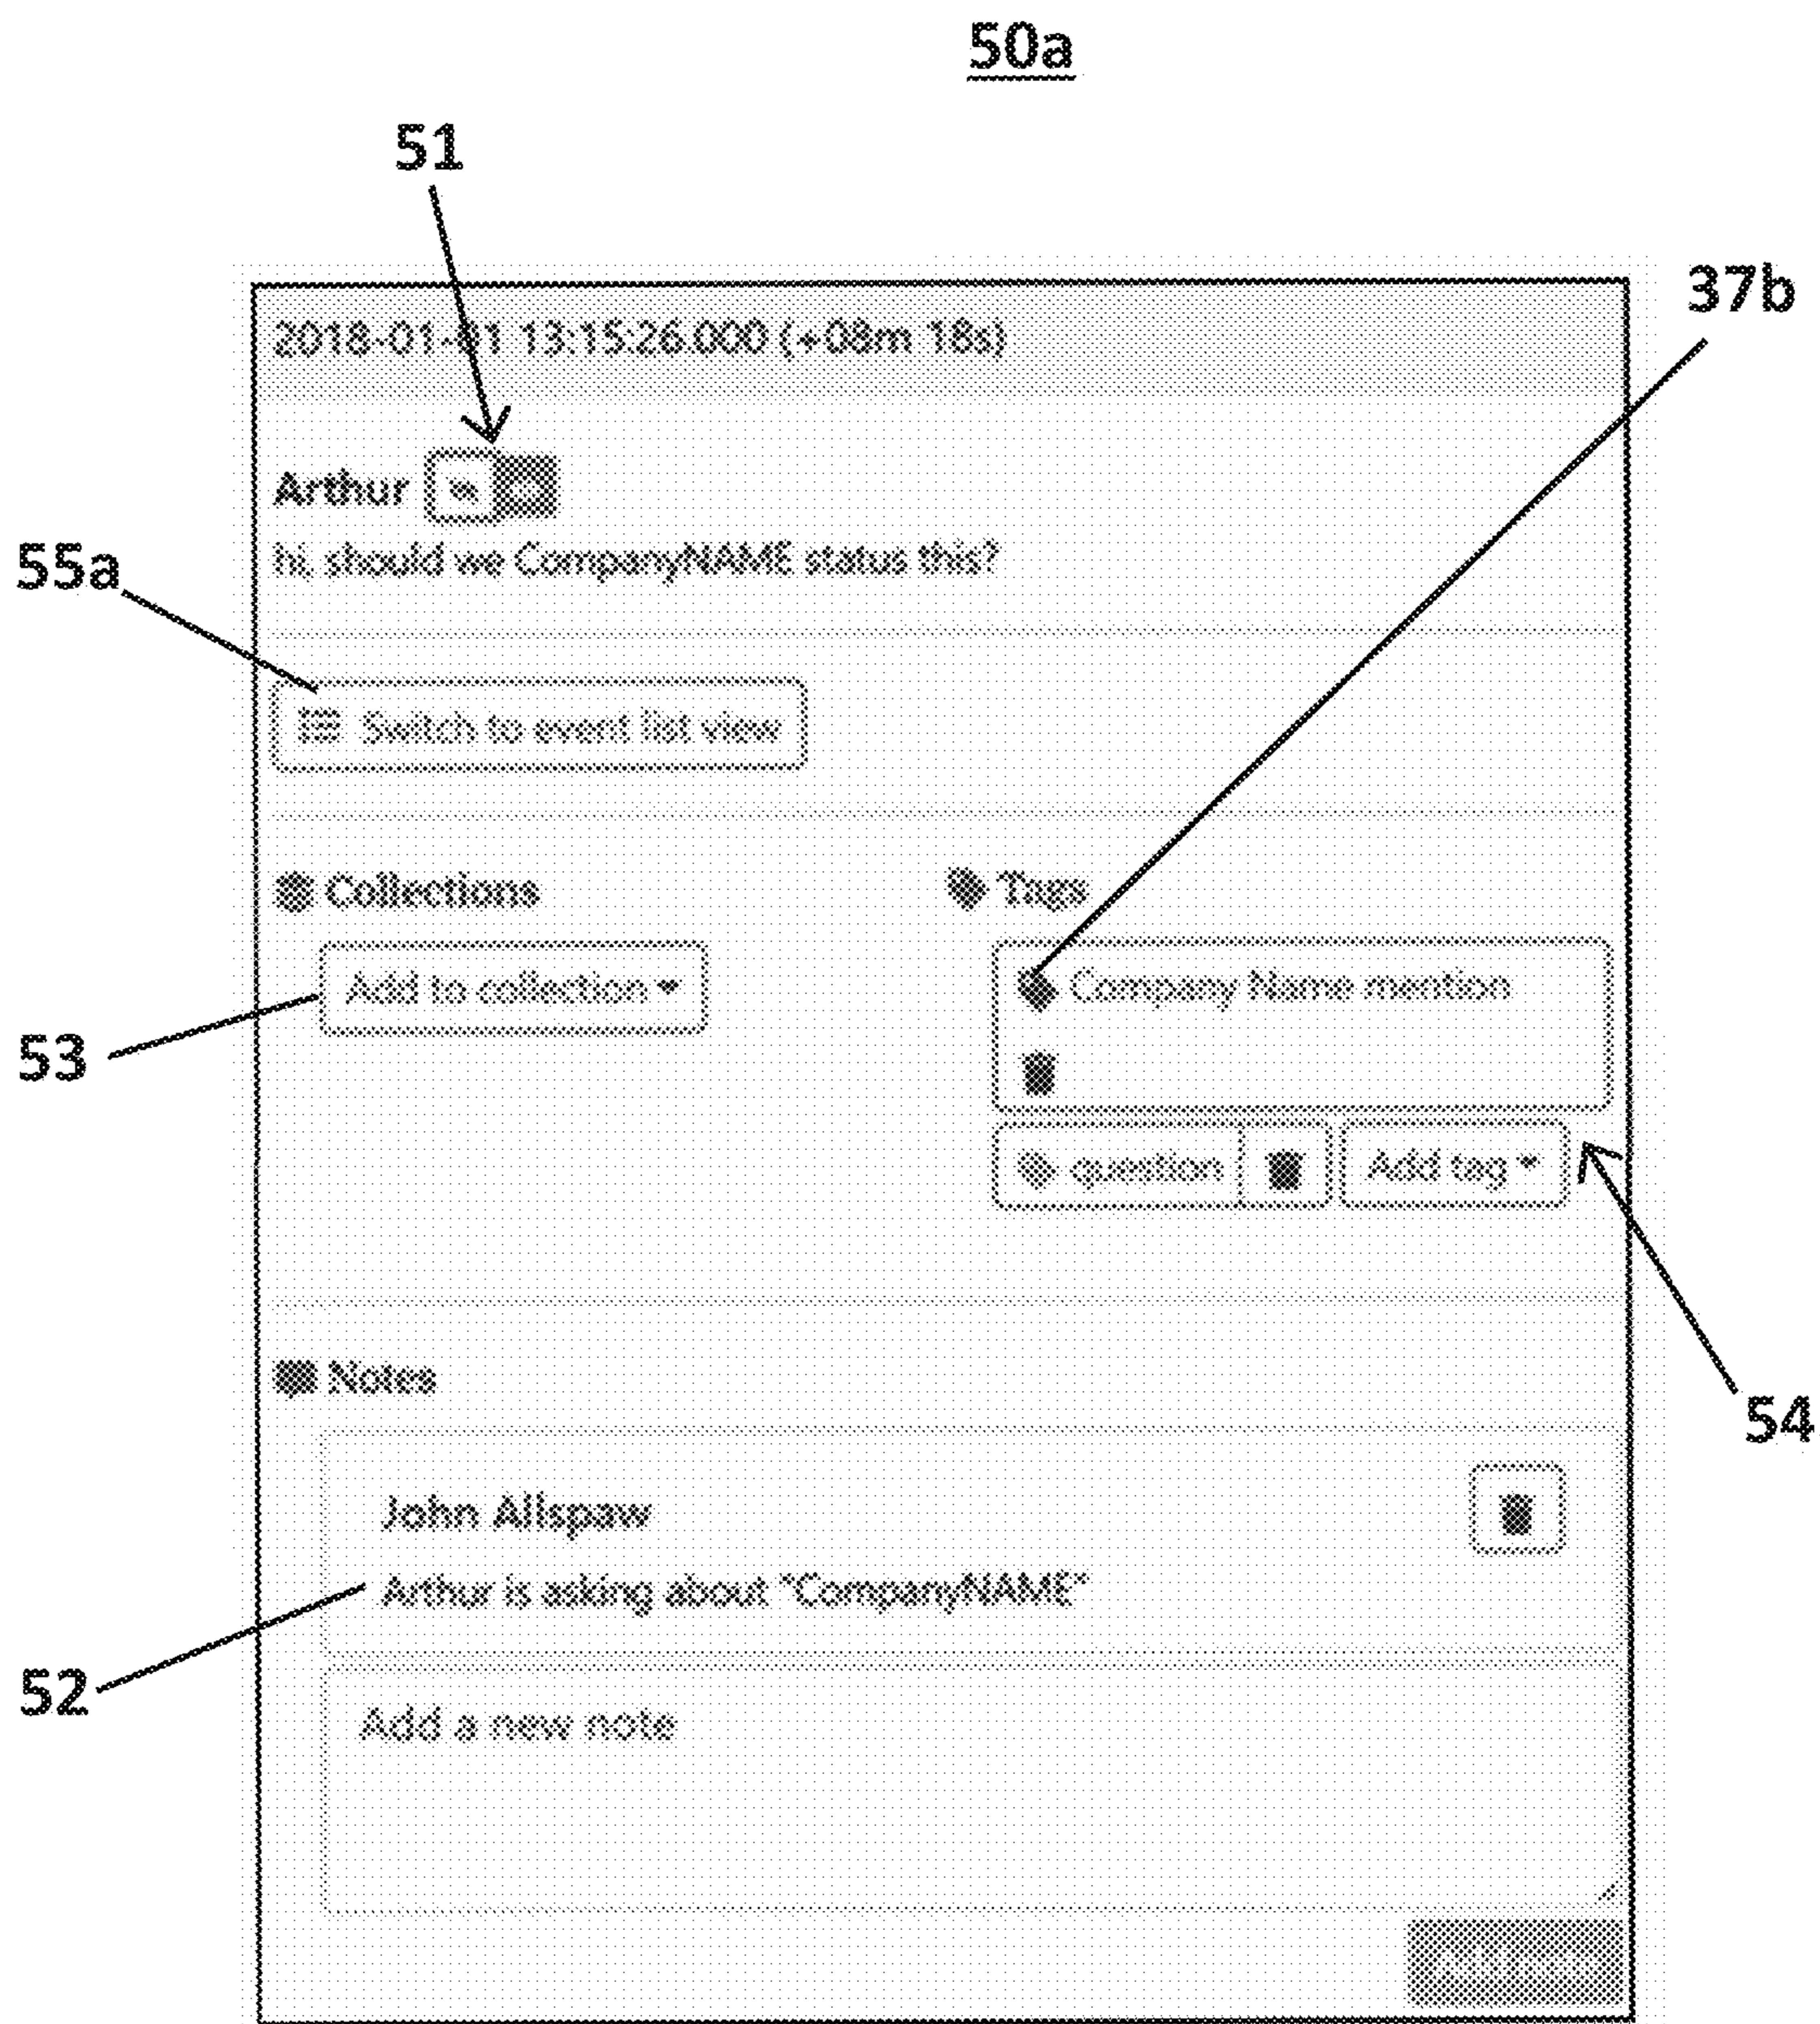 50a
51
37b
2018-01-01 13:15:26.000 (+08m 18s)
Arthur
55a
hi, should we CompanyNAME status this?
Switch to event list view
Collections
Tags
Add to collection
Company Name mention
53
question
Add tag
54
Notes
John Allspaw
Arthur is asking about "CompanyNAME"
52
Add a new note